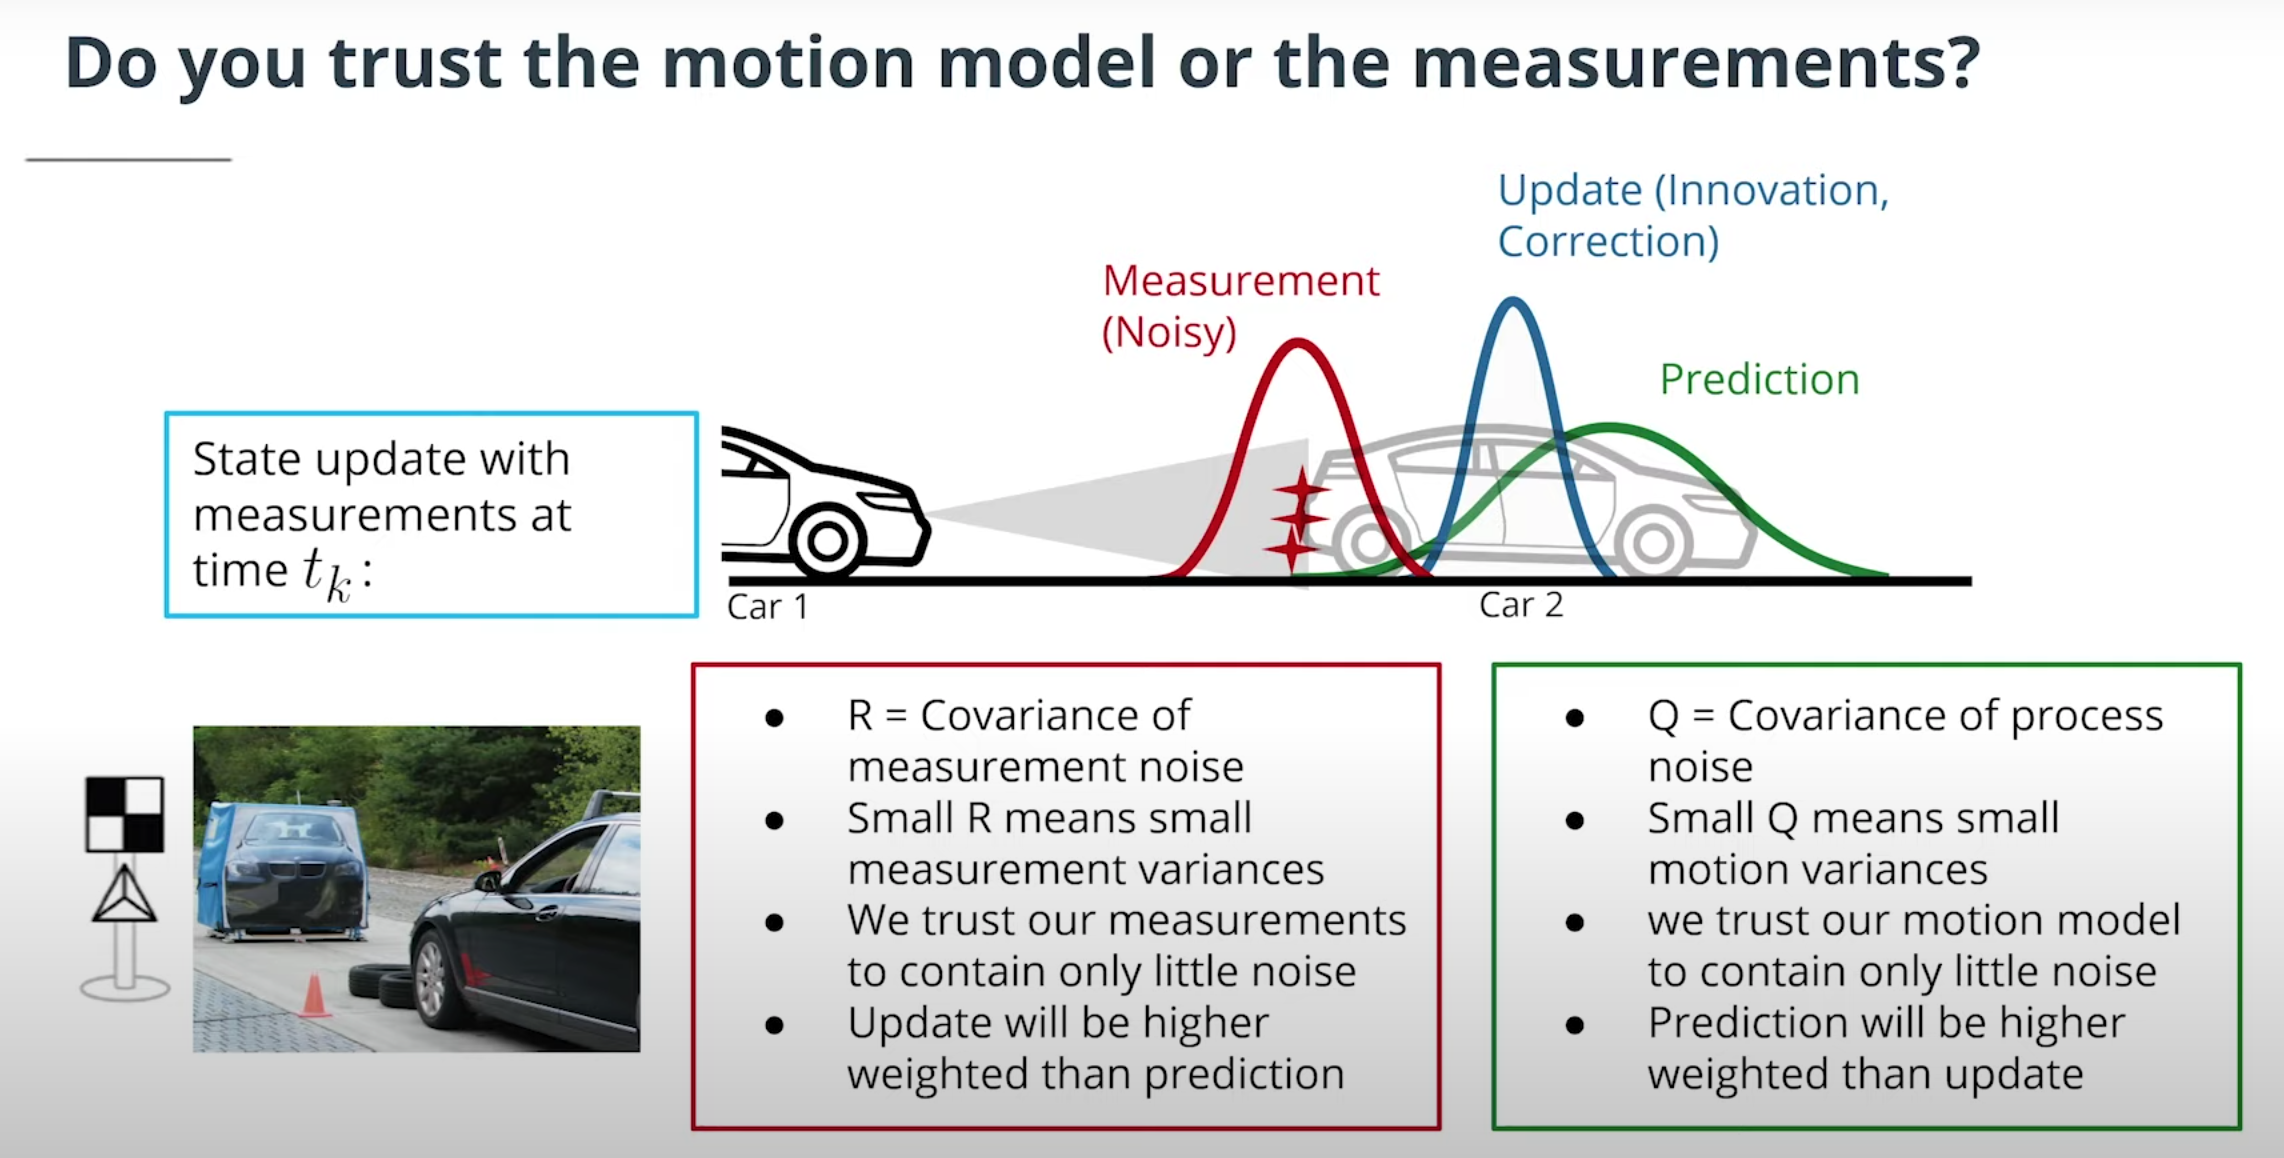 Do you trust the motion model or the measurements?
Update (Innovation,
Correction)
Measurement
(Noisy)
Prediction
State update with
measurements at
time tₖ:
Car 1
Car 2
● R = Covariance of
measurement noise
● Small R means small
measurement variances
● We trust our measurements
to contain only little noise
● Update will be higher
weighted than prediction
● Q = Covariance of process
noise
● Small Q means small
motion variances
● we trust our motion model
to contain only little noise
● Prediction will be higher
weighted than update